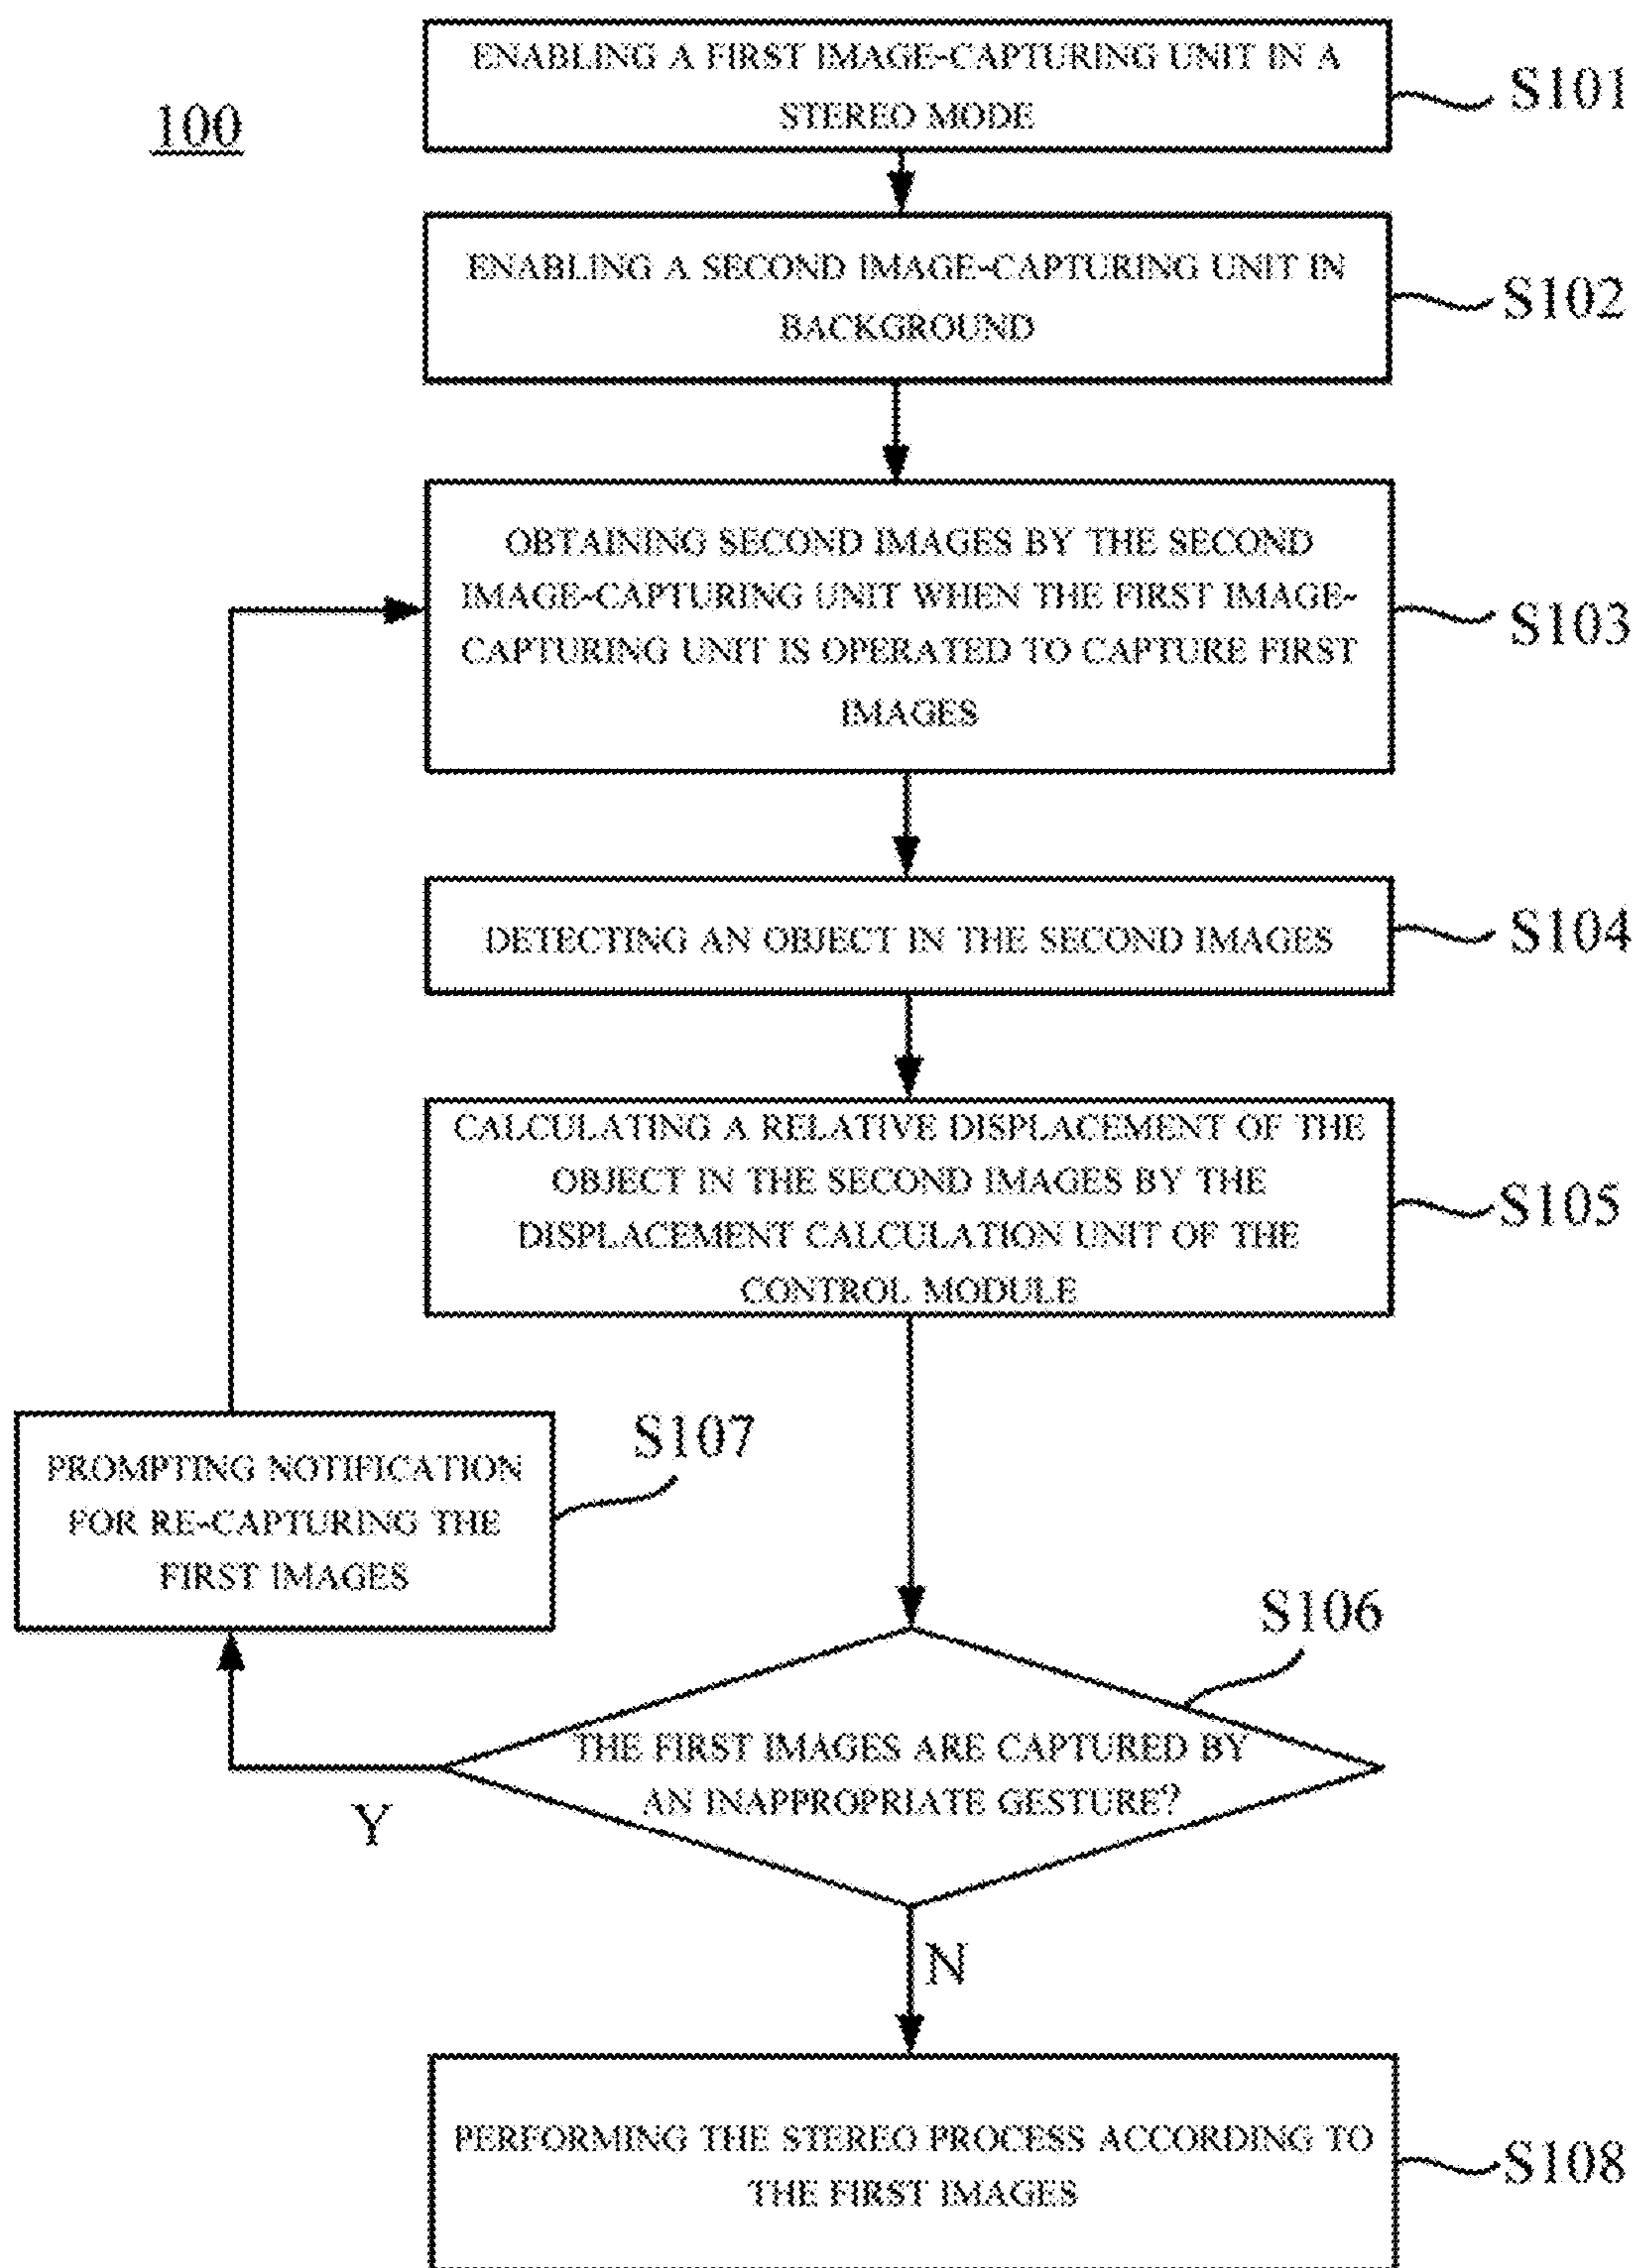 100
ENABLING A FIRST IMAGE-CAPTURING UNIT IN A
STEREO MODE
S101
ENABLING A SECOND IMAGE-CAPTURING UNIT IN
BACKGROUND
S102
OBTAINING SECOND IMAGES BY THE SECOND
IMAGE-CAPTURING UNIT WHEN THE FIRST IMAGE-
CAPTURING UNIT IS OPERATED TO CAPTURE FIRST
IMAGES
S103
DETECTING AN OBJECT IN THE SECOND IMAGES
S104
CALCULATING A RELATIVE DISPLACEMENT OF THE
OBJECT IN THE SECOND IMAGES BY THE
DISPLACEMENT CALCULATION UNIT OF THE
CONTROL MODULE
S105
PROMPTING NOTIFICATION
FOR RE-CAPTURING THE
FIRST IMAGES
S107
THE FIRST IMAGES ARE CAPTURED BY
AN INAPPROPRIATE GESTURE?
S106
Y
N
PERFORMING THE STEREO PROCESS ACCORDING TO
THE FIRST IMAGES
S108